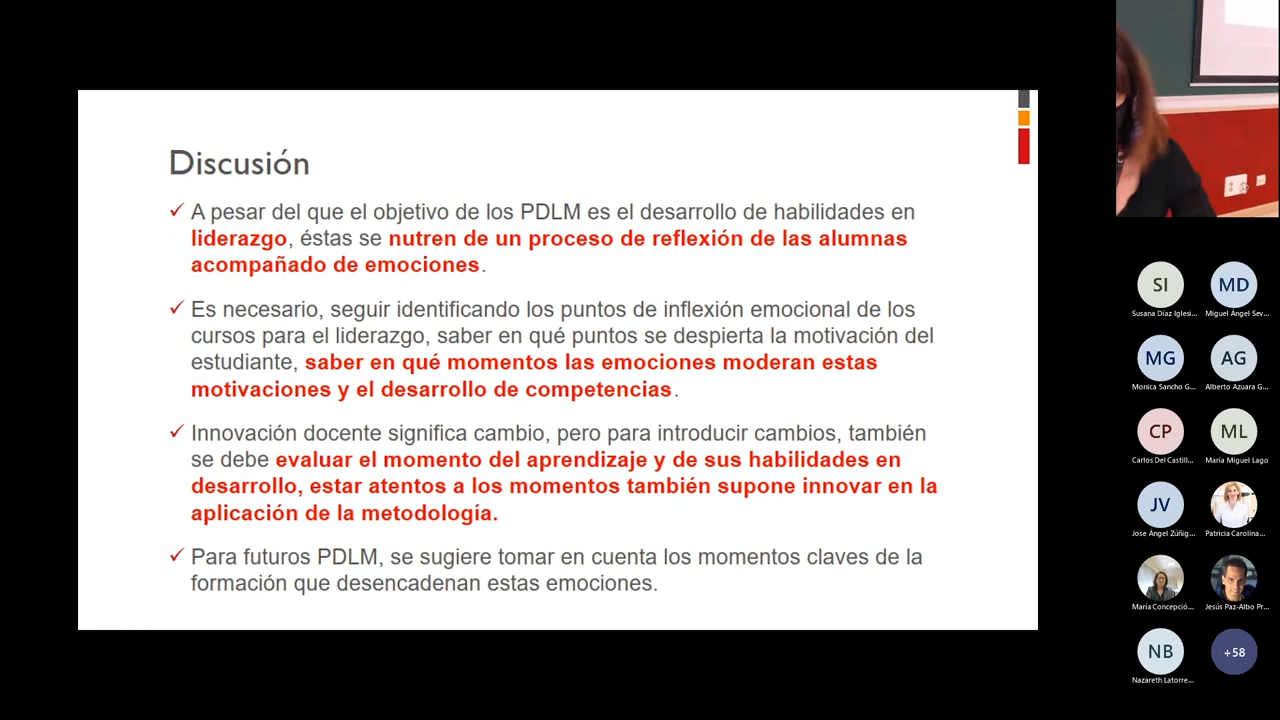 Discusión
✓ A pesar del que el objetivo de los PDLM es el desarrollo de habilidades en
liderazgo, éstas se nutren de un proceso de reflexión de las alumnas
acompañado de emociones.
✓ Es necesario, seguir identificando los puntos de inflexión emocional de los
cursos para el liderazgo, saber en qué puntos se despierta la motivación del
estudiante, saber en qué momentos las emociones moderan estas
motivaciones y el desarrollo de competencias.
✓ Innovación docente significa cambio, pero para introducir cambios, también
se debe evaluar el momento del aprendizaje y de sus habilidades en
desarrollo, estar atentos a los momentos también supone innovar en la
aplicación de la metodología.
✓ Para futuros PDLM, se sugiere tomar en cuenta los momentos claves de la
formación que desencadenan estas emociones.
SI MD
Susana Díaz Iglesi... Miguel Ángel Sev...
MG AG
Monica Sancho G... Alberto Azuara G...
CP ML
Carlos Del Castill... María Miguel Lago
JV
Jose Ángel Zúñig... Patricia Carolina...
María Concepció... Jesús Paz-Albo Pr...
NB +58
Nazareth Latorre...